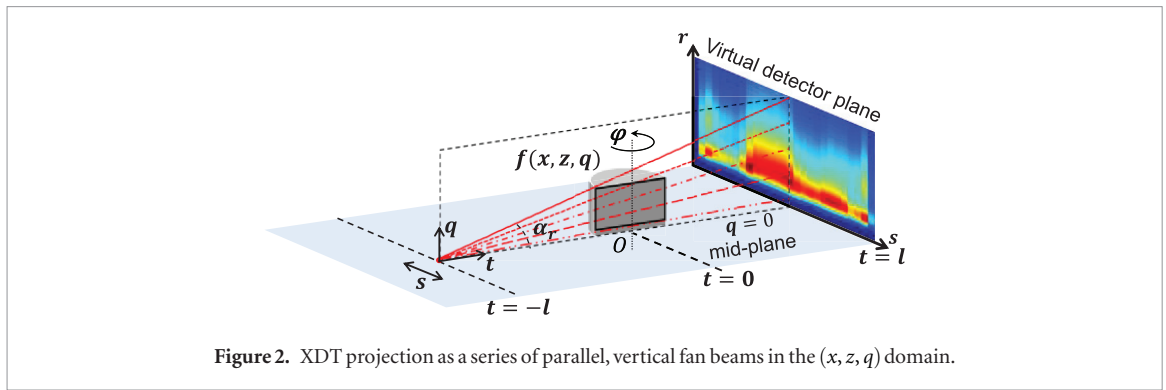 r
Virtual detector plane
φ
f(x, z, q)
q
α_r
t
s
O
q = 0
mid-plane
s
t = l
t = 0
t = −l
Figure 2. XDT projection as a series of parallel, vertical fan beams in the (x, z, q) domain.